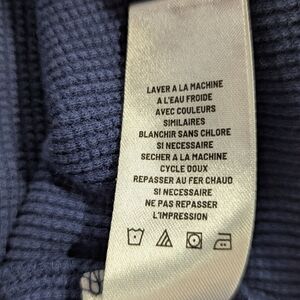 LAVER A LA MACHINE
A L'EAU FROIDE
AVEC COULEURS
SIMILAIRES
BLANCHIR SANS CHLORE
SI NECESSAIRE
SECHER A LA MACHINE
CYCLE DOUX
REPASSER AU FER CHAUD
SI NECESSAIRE
NE PAS REPASSER
L'IMPRESSION